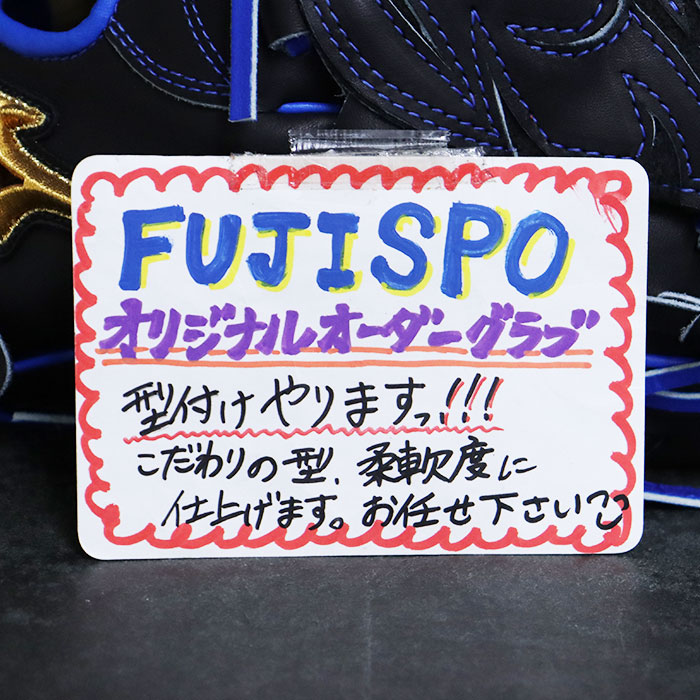 FUJISPO
オリジナルオーダーグラブ
型付けやりますっ!!!
こだわりの型、柔軟度に
仕上げます。お任せ下さい